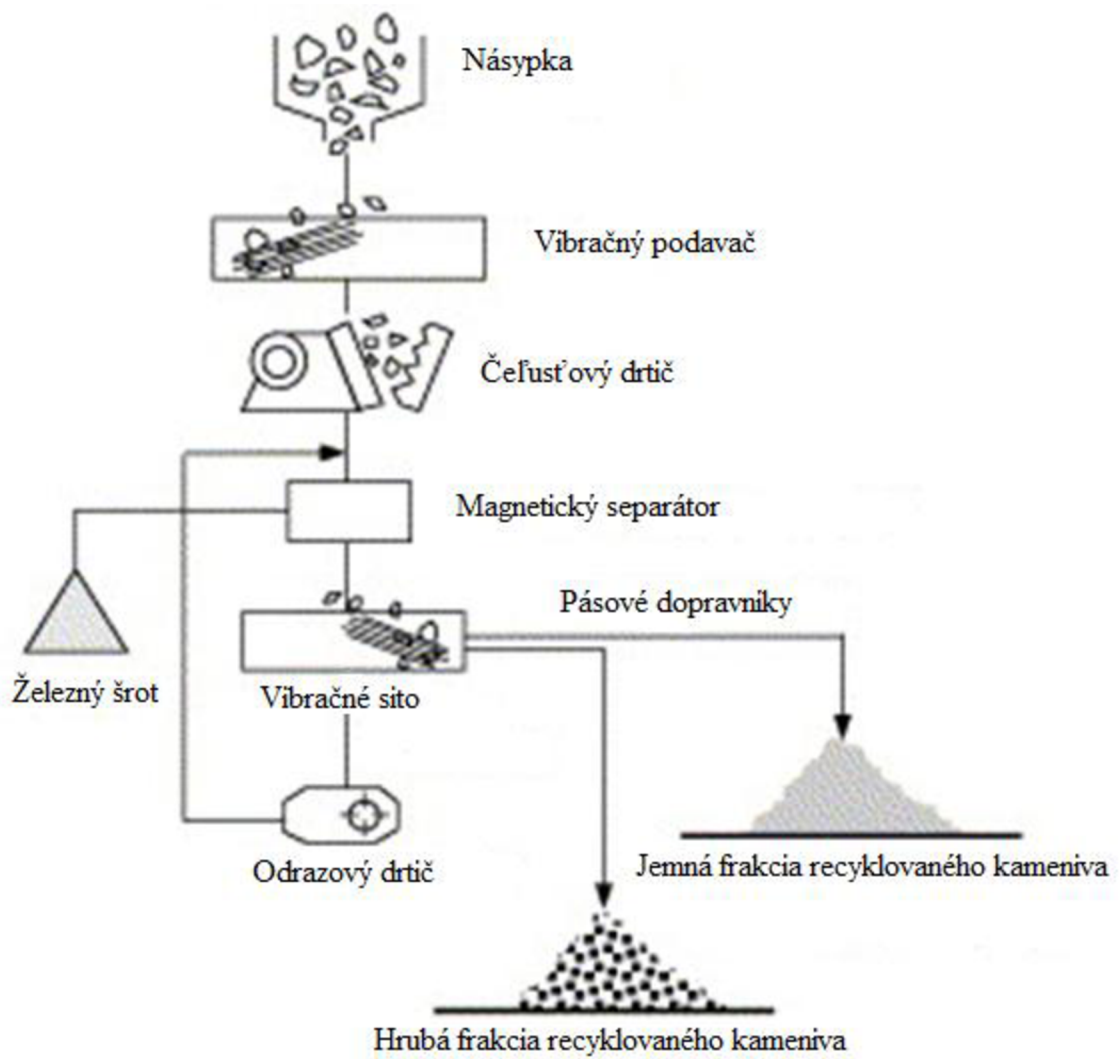 Násypka
Vibračný podavač
Čeľusťový drtič
Magnetický separátor
Pásové dopravníky
Železný šrot
Vibračné sito
Odrazový drtič
Jemná frakcia recyklovaného kameniva
Hrubá frakcia recyklovaného kameniva